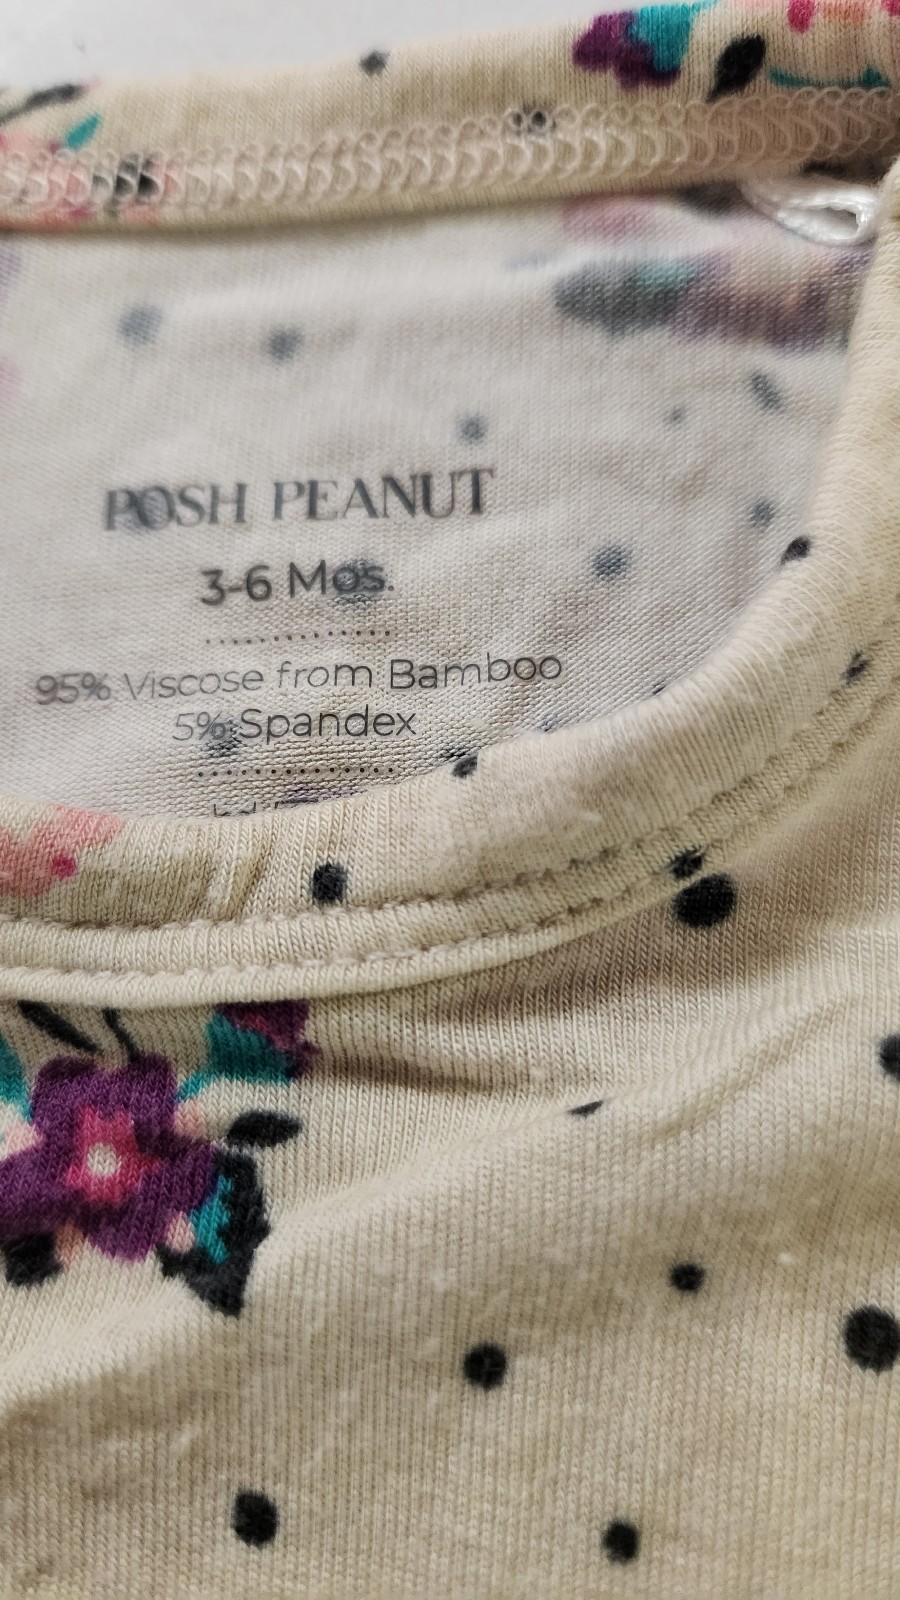 POSH PEANUT
3-6 Mos.
95% Viscose from Bamboo
5% Spandex